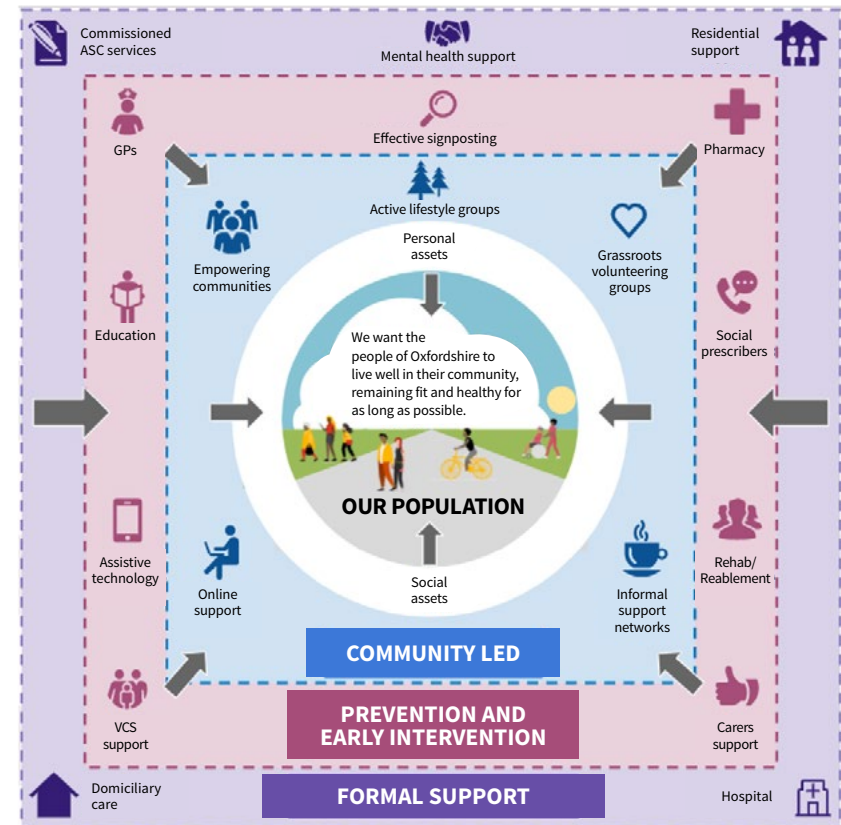 Commissioned
ASC services
Mental health support
Residential
support
GPs
Effective signposting
Pharmacy
Active lifestyle groups
Empowering
communities
Personal
assets
Grassroots
volunteering
groups
Education
Social
prescribers
We want the
people of Oxfordshire to
live well in their community,
remaining fit and healthy for
as long as possible.
OUR POPULATION
Assistive
technology
Online
support
Social
assets
Informal
support
networks
Rehab/
Reablement
COMMUNITY LED
VCS
support
PREVENTION AND
EARLY INTERVENTION
Carers
support
Domiciliary
care
FORMAL SUPPORT
Hospital